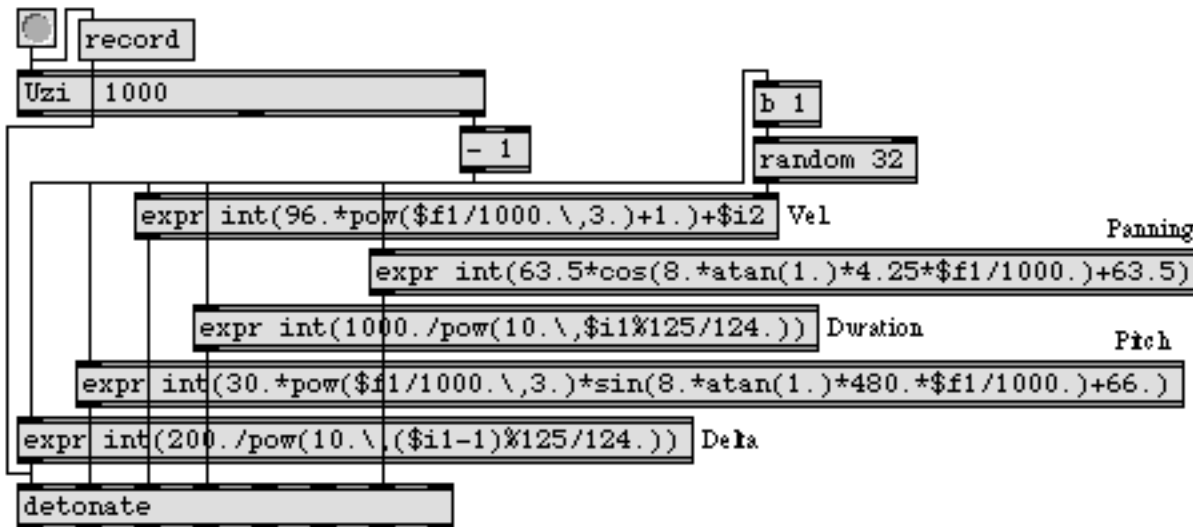 record
Uzi 1000
b 1
- 1
random 32
expr int(96.*pow($f1/1000.\,3.)+1.)+$i2 Vel
Panning
expr int(63.5*cos(8.*atan(1.)*4.25*$f1/1000.)+63.5)
expr int(1000./pow(10.\,$i1%125/124.)) Duration
Pitch
expr int(30.*pow($f1/1000.\,3.)*sin(8.*atan(1.)*480.*$f1/1000.)+66.)
expr int(200./pow(10.\,($i1-1)%125/124.)) Delta
detonate